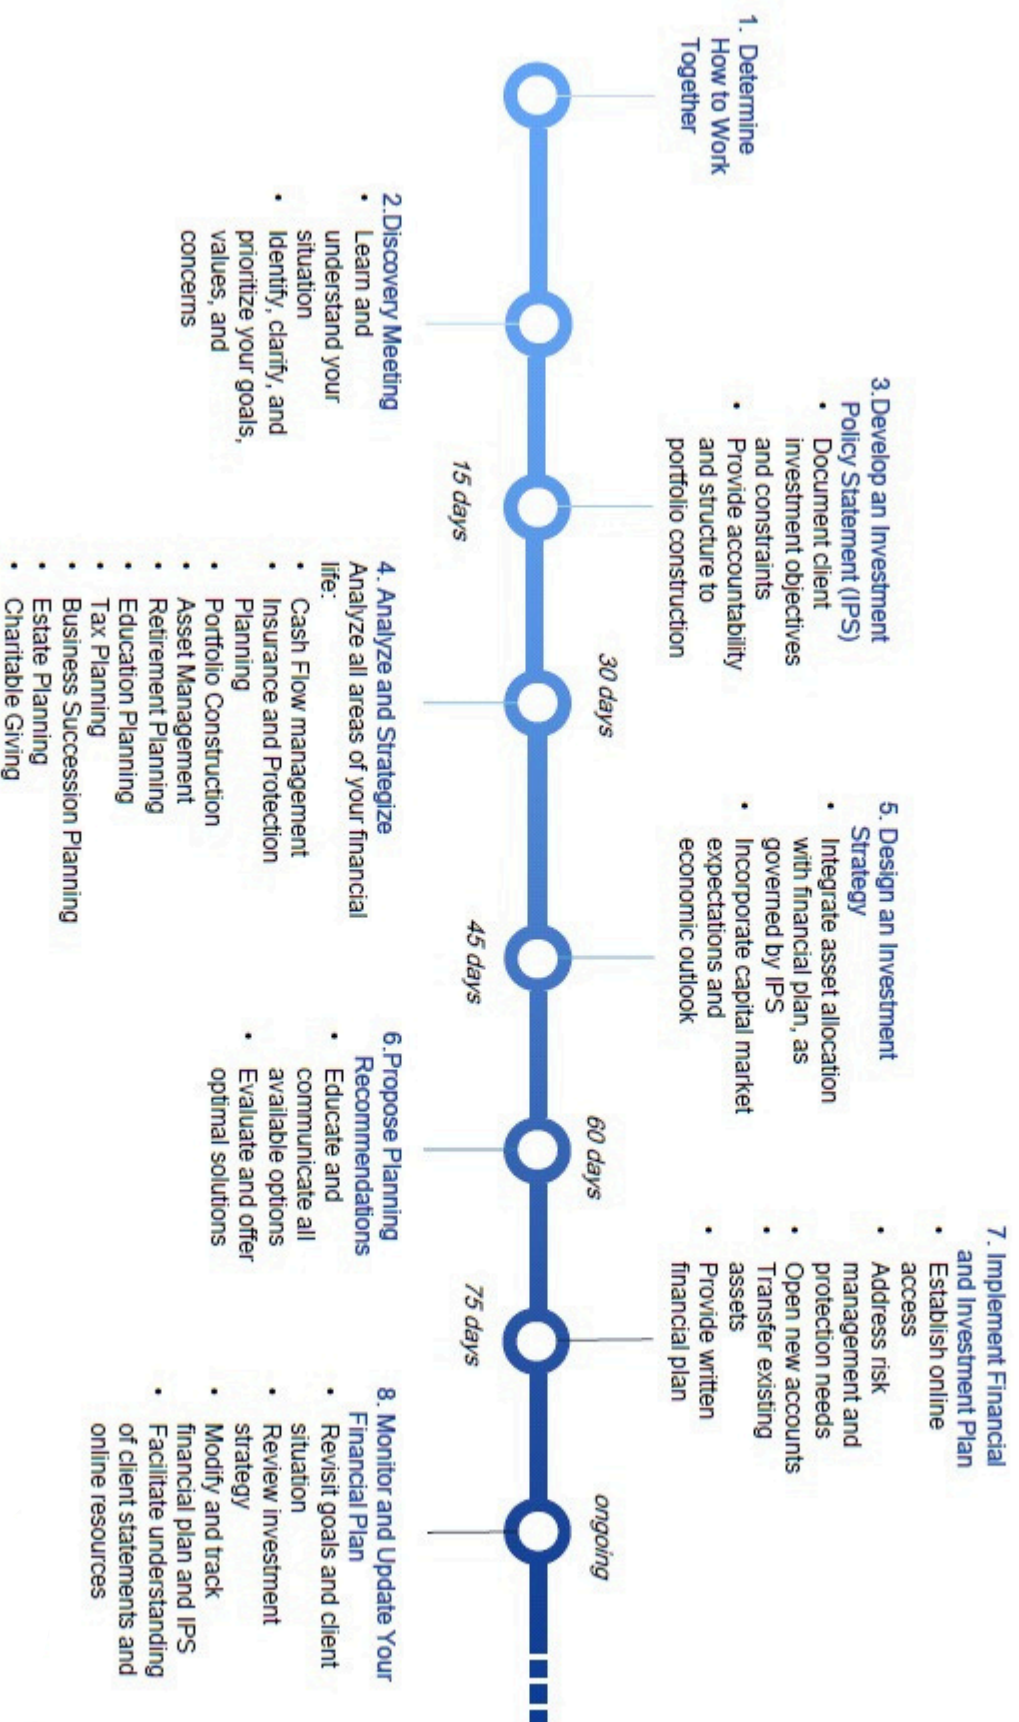 1. Determine
How to Work
Together
2.Discovery Meeting
• Learn and
understand your
situation
• Identify, clarify, and
prioritize your goals,
values, and
concerns
3.Develop an Investment
Policy Statement (IPS)
• Document client
investment objectives
and constraints
• Provide accountability
and structure to
portfolio construction
15 days
4. Analyze and Strategize
Analyze all areas of your financial
life:
• Cash Flow management
• Insurance and Protection
Planning
• Portfolio Construction
• Asset Management
• Retirement Planning
• Education Planning
• Tax Planning
• Business Succession Planning
• Estate Planning
• Charitable Giving
30 days
5. Design an Investment
Strategy
• Integrate asset allocation
with financial plan, as
governed by IPS
• Incorporate capital market
expectations and
economic outlook
45 days
6.Propose Planning
Recommendations
• Educate and
communicate all
available options
• Evaluate and offer
optimal solutions
60 days
7. Implement Financial
and Investment Plan
• Establish online
access
• Address risk
management and
protection needs
• Open new accounts
• Transfer existing
assets
• Provide written
financial plan
75 days
8. Monitor and Update Your
Financial Plan
• Revisit goals and client
situation
• Review investment
strategy
• Modify and track
financial plan and IPS
• Facilitate understanding
of client statements and
online resources
ongoing